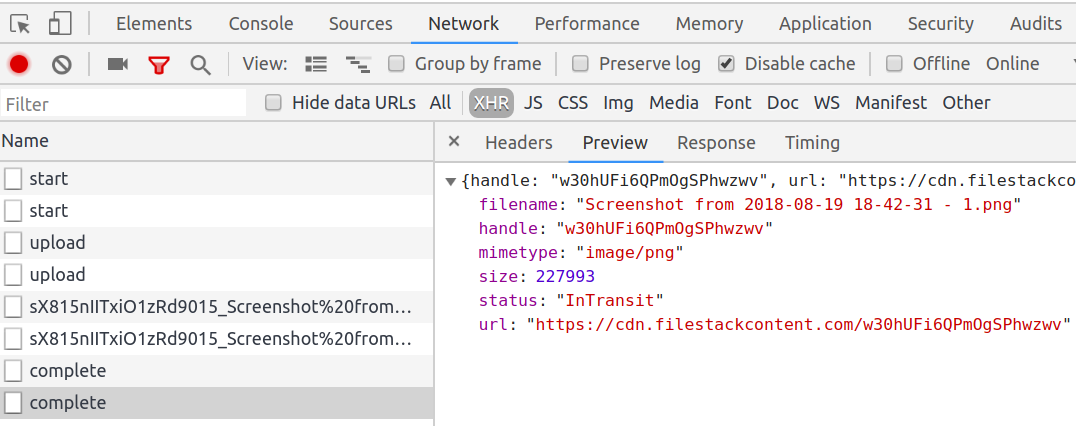 Elements Console Sources Network Performance Memory Application Security Audits
View: Group by frame Preserve log Disable cache Offline Online
Filter Hide data URLs All XHR JS CSS Img Media Font Doc WS Manifest Other
Name
start
start
upload
upload
sX815nIITxiO1zRd9015_Screenshot%20from...
sX815nIITxiO1zRd9015_Screenshot%20from...
complete
complete
× Headers Preview Response Timing
{handle: "w30hUFi6QPmOgSPhwzwv", url: "https://cdn.filestackco
filename: "Screenshot from 2018-08-19 18-42-31 - 1.png"
handle: "w30hUFi6QPmOgSPhwzwv"
mimetype: "image/png"
size: 227993
status: "InTransit"
url: "https://cdn.filestackcontent.com/w30hUFi6QPmOgSPhwzwv"